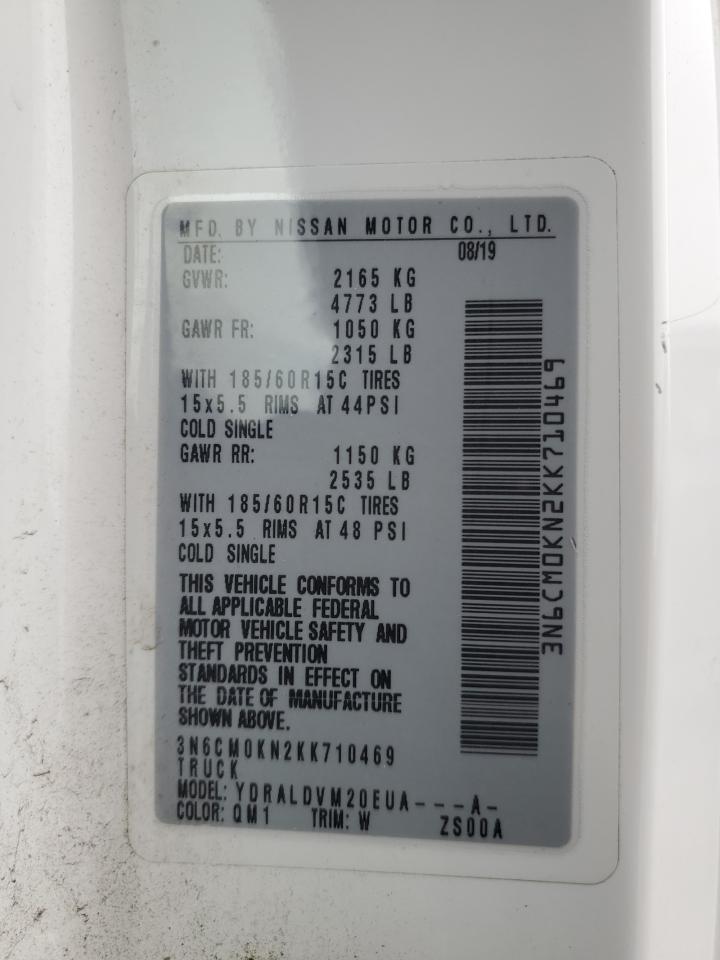 MFD. BY NISSAN MOTOR CO., LTD.
DATE: 08/19
GVWR: 2165 KG
4773 LB
GAWR FR: 1050 KG
2315 LB
WITH 185/60R15C TIRES
15x5.5 RIMS AT 44PSI
COLD SINGLE
GAWR RR: 1150 KG
2535 LB
WITH 185/60R15C TIRES
15x5.5 RIMS AT 48 PSI
COLD SINGLE
THIS VEHICLE CONFORMS TO
ALL APPLICABLE FEDERAL
MOTOR VEHICLE SAFETY AND
THEFT PREVENTION
STANDARDS IN EFFECT ON
THE DATE OF MANUFACTURE
SHOWN ABOVE.
3N6CM0KN2KK710469
TRUCK
MODEL: YDRALDVM20EUA---A-
COLOR: QM1 TRIM: W ZS00A
3N6CM0KN2KK710469